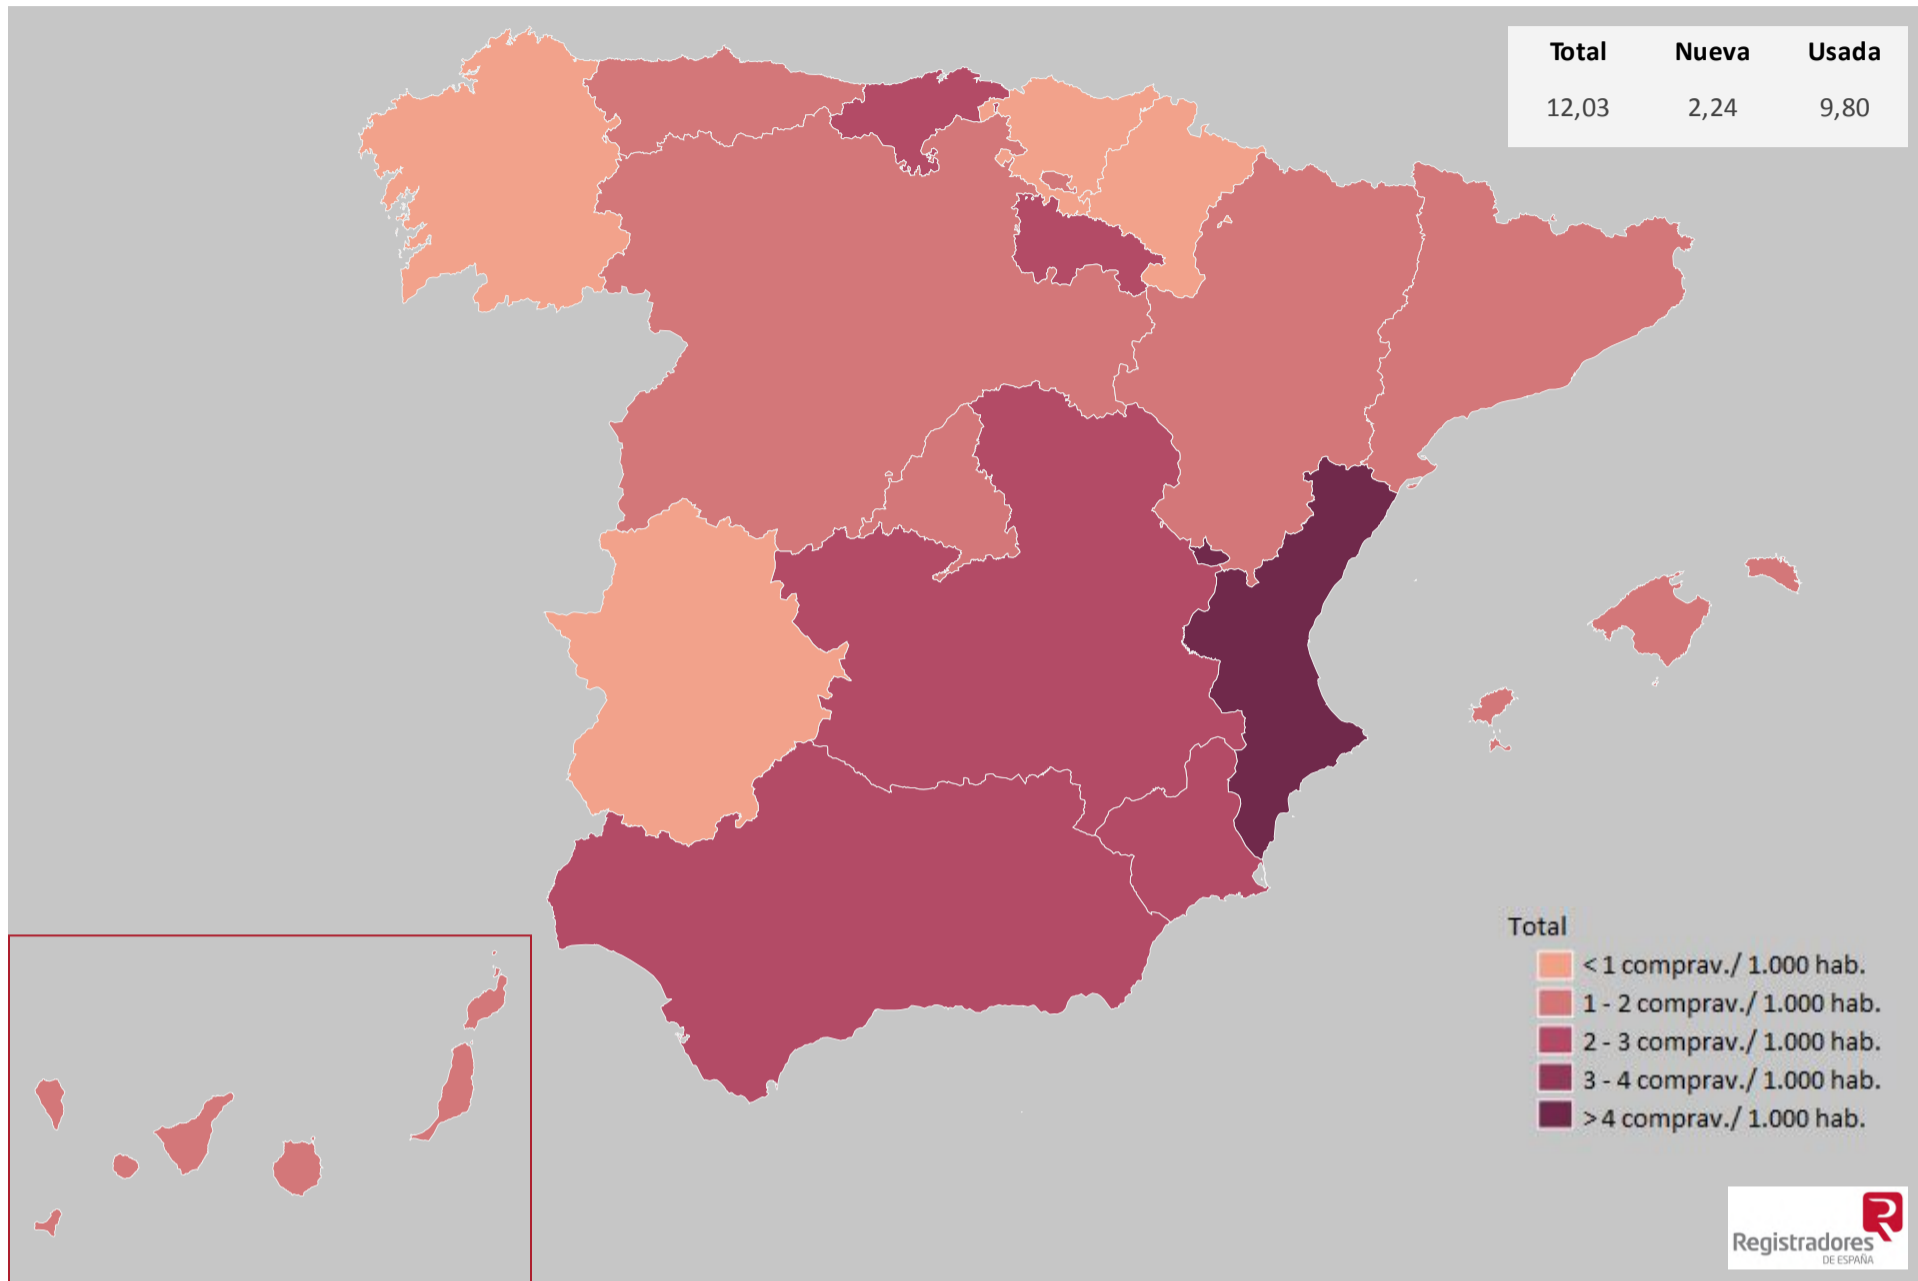 Total Nueva Usada
12,03 2,24 9,80
Total
< 1 comprav./ 1.000 hab.
1 - 2 comprav./ 1.000 hab.
2 - 3 comprav./ 1.000 hab.
3 - 4 comprav./ 1.000 hab.
> 4 comprav./ 1.000 hab.
Registradores
DE ESPAÑA